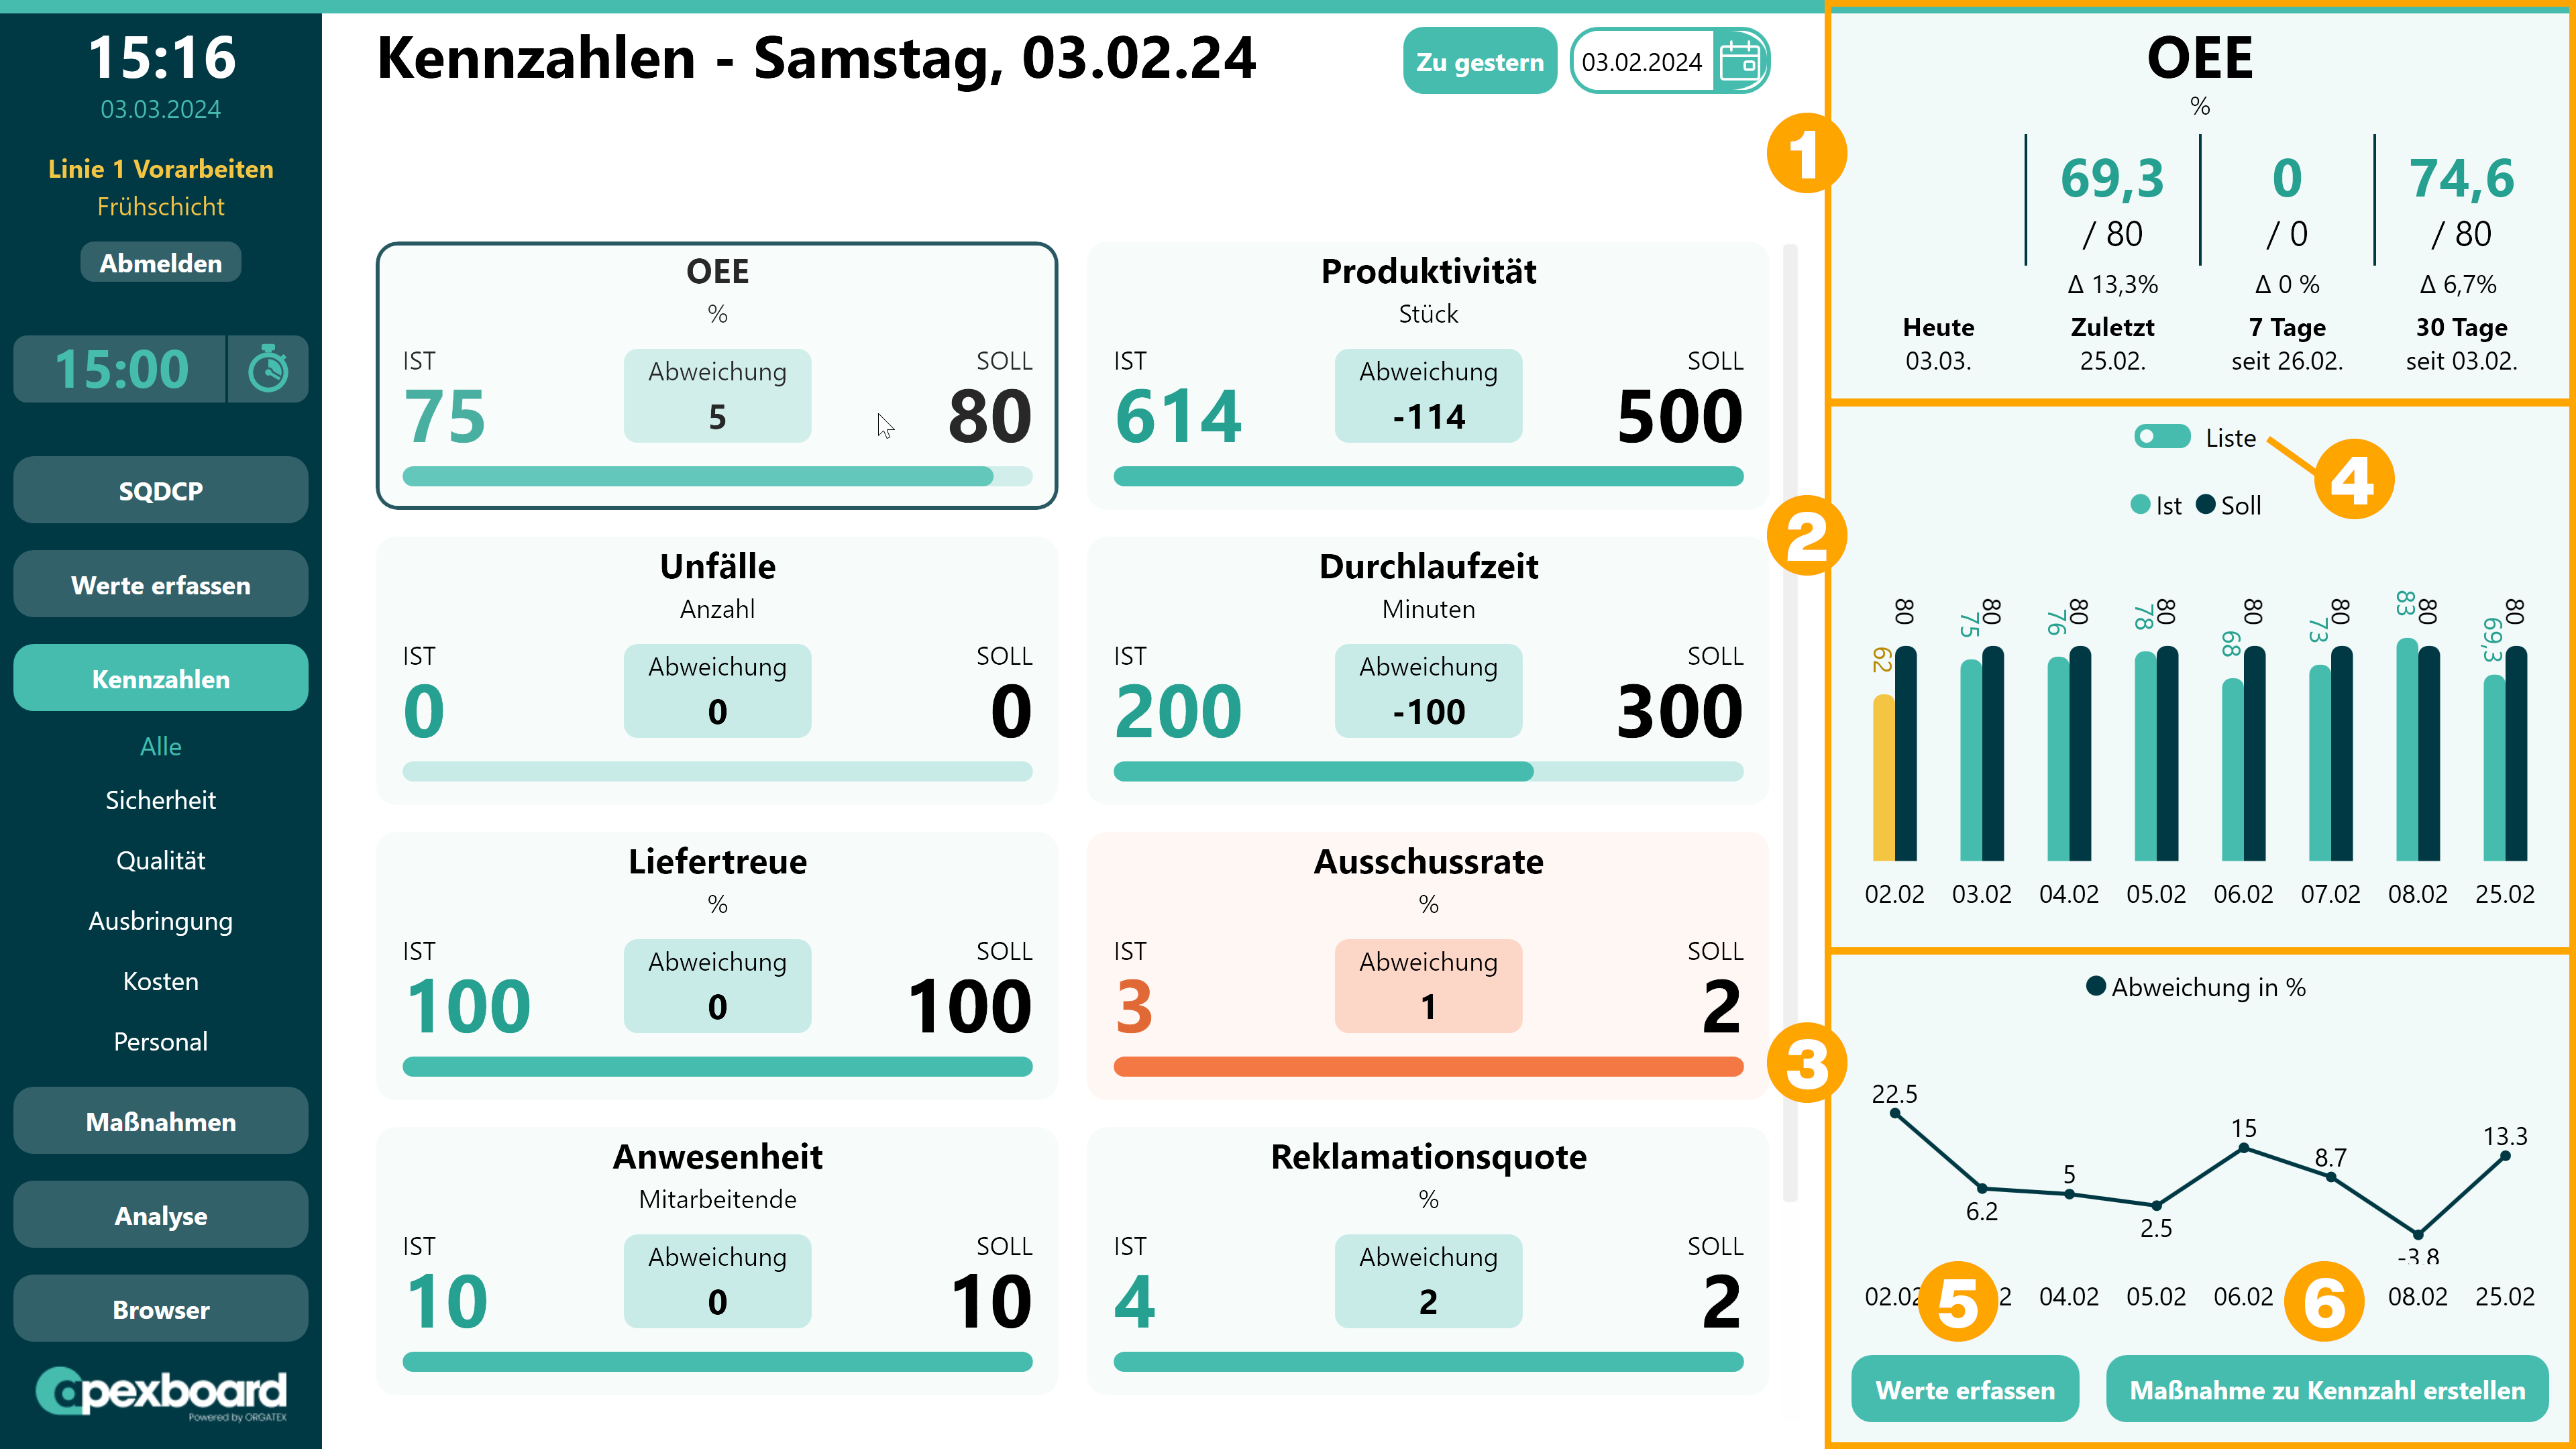 15:16
03.03.2024
Linie 1 Vorarbeiten
Frühschicht
Abmelden
15:00
SQDCP
Werte erfassen
Kennzahlen
Alle
Sicherheit
Qualität
Ausbringung
Kosten
Personal
Maßnahmen
Analyse
Browser
apexboard
Powered by ORGATEX
Kennzahlen - Samstag, 03.02.24
Zu gestern
03.02.2024
OEE
%
IST
75
Abweichung
5
SOLL
80
Produktivität
Stück
IST
614
Abweichung
-114
SOLL
500
Unfälle
Anzahl
IST
0
Abweichung
0
SOLL
0
Durchlaufzeit
Minuten
IST
200
Abweichung
-100
SOLL
300
Liefertreue
%
IST
100
Abweichung
0
SOLL
100
Ausschussrate
%
IST
3
Abweichung
1
SOLL
2
Anwesenheit
Mitarbeitende
IST
10
Abweichung
0
SOLL
10
Reklamationsquote
%
IST
4
Abweichung
2
SOLL
2
1
OEE
%
69,3 0 74,6
/ 80 / 0 / 80
Δ 13,3% Δ 0 % Δ 6,7%
Heute Zuletzt 7 Tage 30 Tage
03.03. 25.02. seit 26.02. seit 03.02.
2
Liste
4
Ist Soll
62 80 75 80 76 80 78 80 68 80 73 80 83 80 69,3 80
02.02 03.02 04.02 05.02 06.02 07.02 08.02 25.02
3
Abweichung in %
22.5 6.2 5 2.5 15 8.7 -3.8 13.3
02.02 2 04.02 05.02 06.02 08.02 25.02
5
6
Werte erfassen
Maßnahme zu Kennzahl erstellen